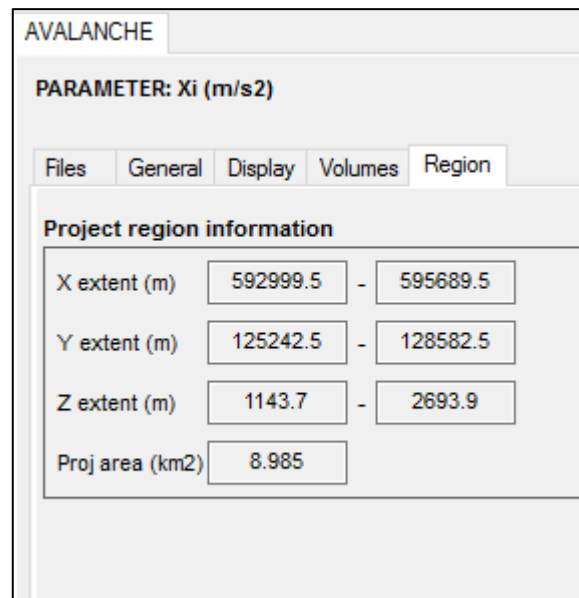 AVALANCHE
PARAMETER: Xi (m/s2)
Files General Display Volumes Region
Project region information
X extent (m) 592999.5 - 595689.5
Y extent (m) 125242.5 - 128582.5
Z extent (m) 1143.7 - 2693.9
Proj area (km2) 8.985